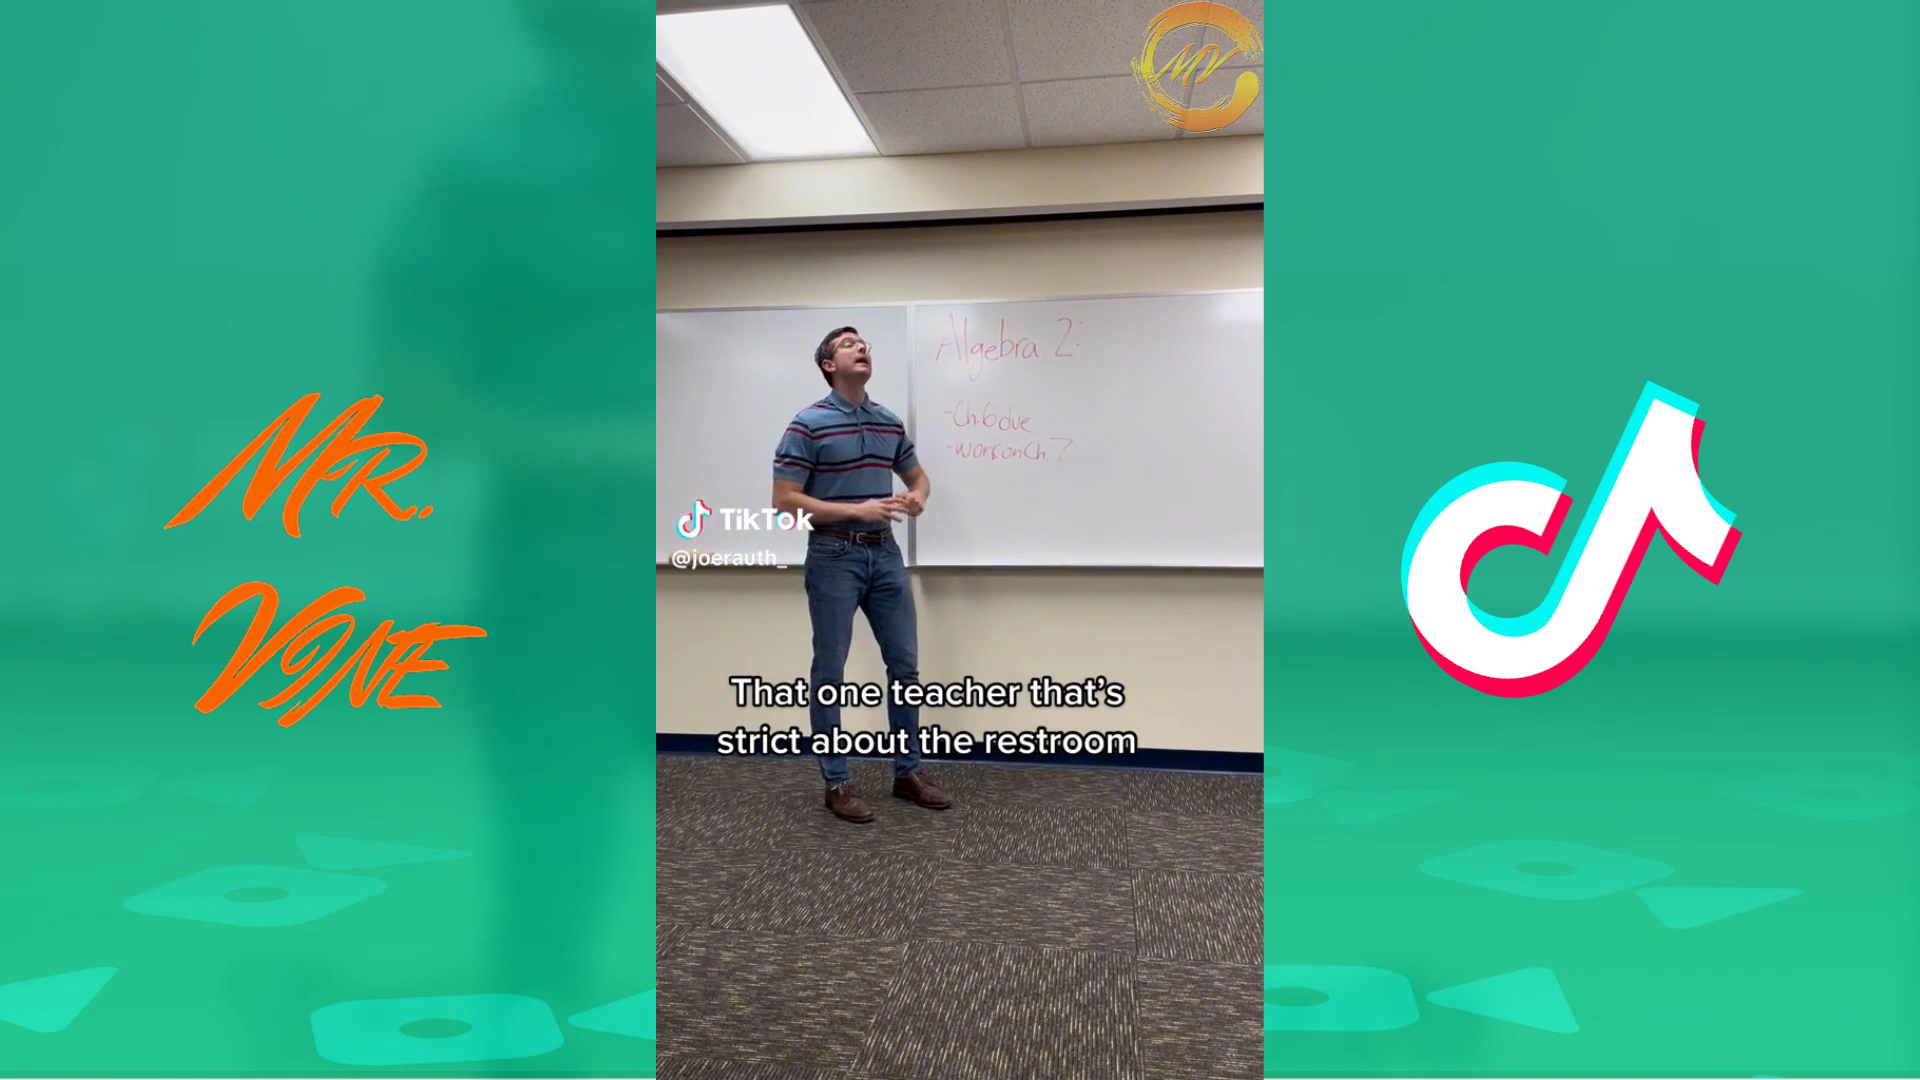 MV
Algebra 2:
-Ch.6 due
-work on Ch. 7
MR.
VINE
TikTok
@joerauth_
That one teacher that’s
strict about the restroom